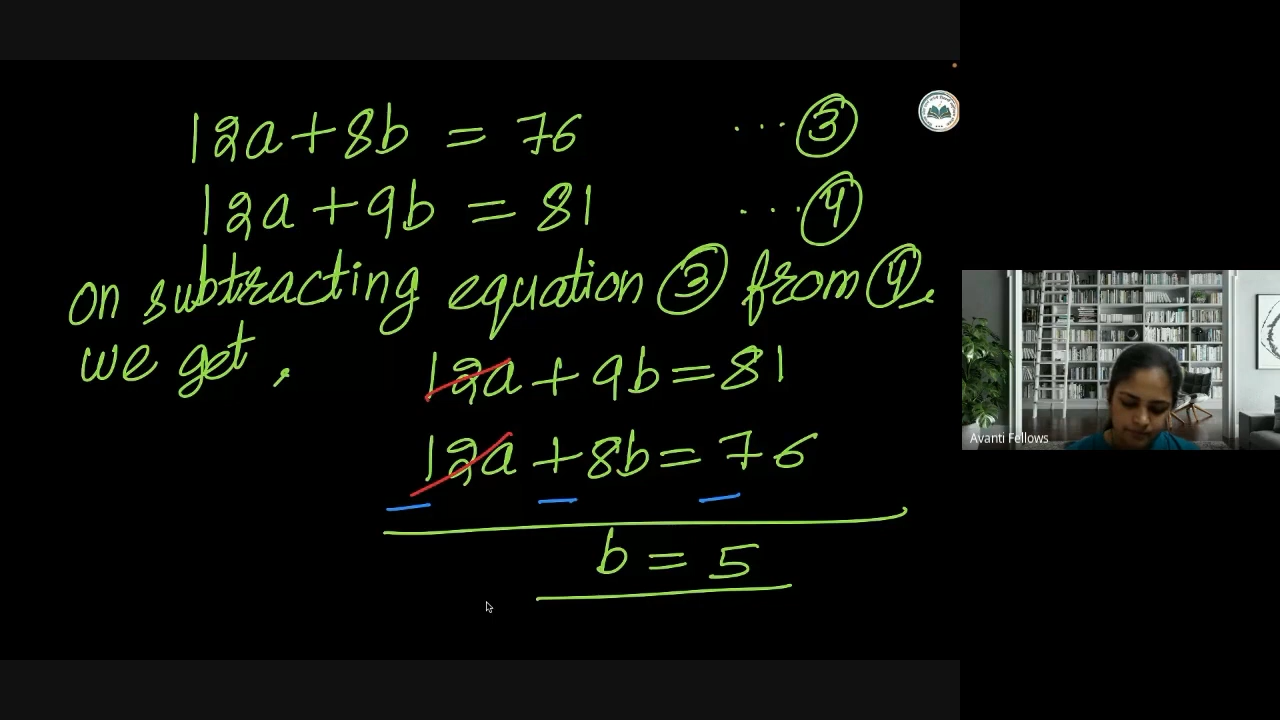 12a+8b = 76 ...③
12a+9b = 81 ...④
on subtracting equation ③ from ④,
we get,
12a+9b=81
12a+8b=76
b = 5
Avanti Fellows